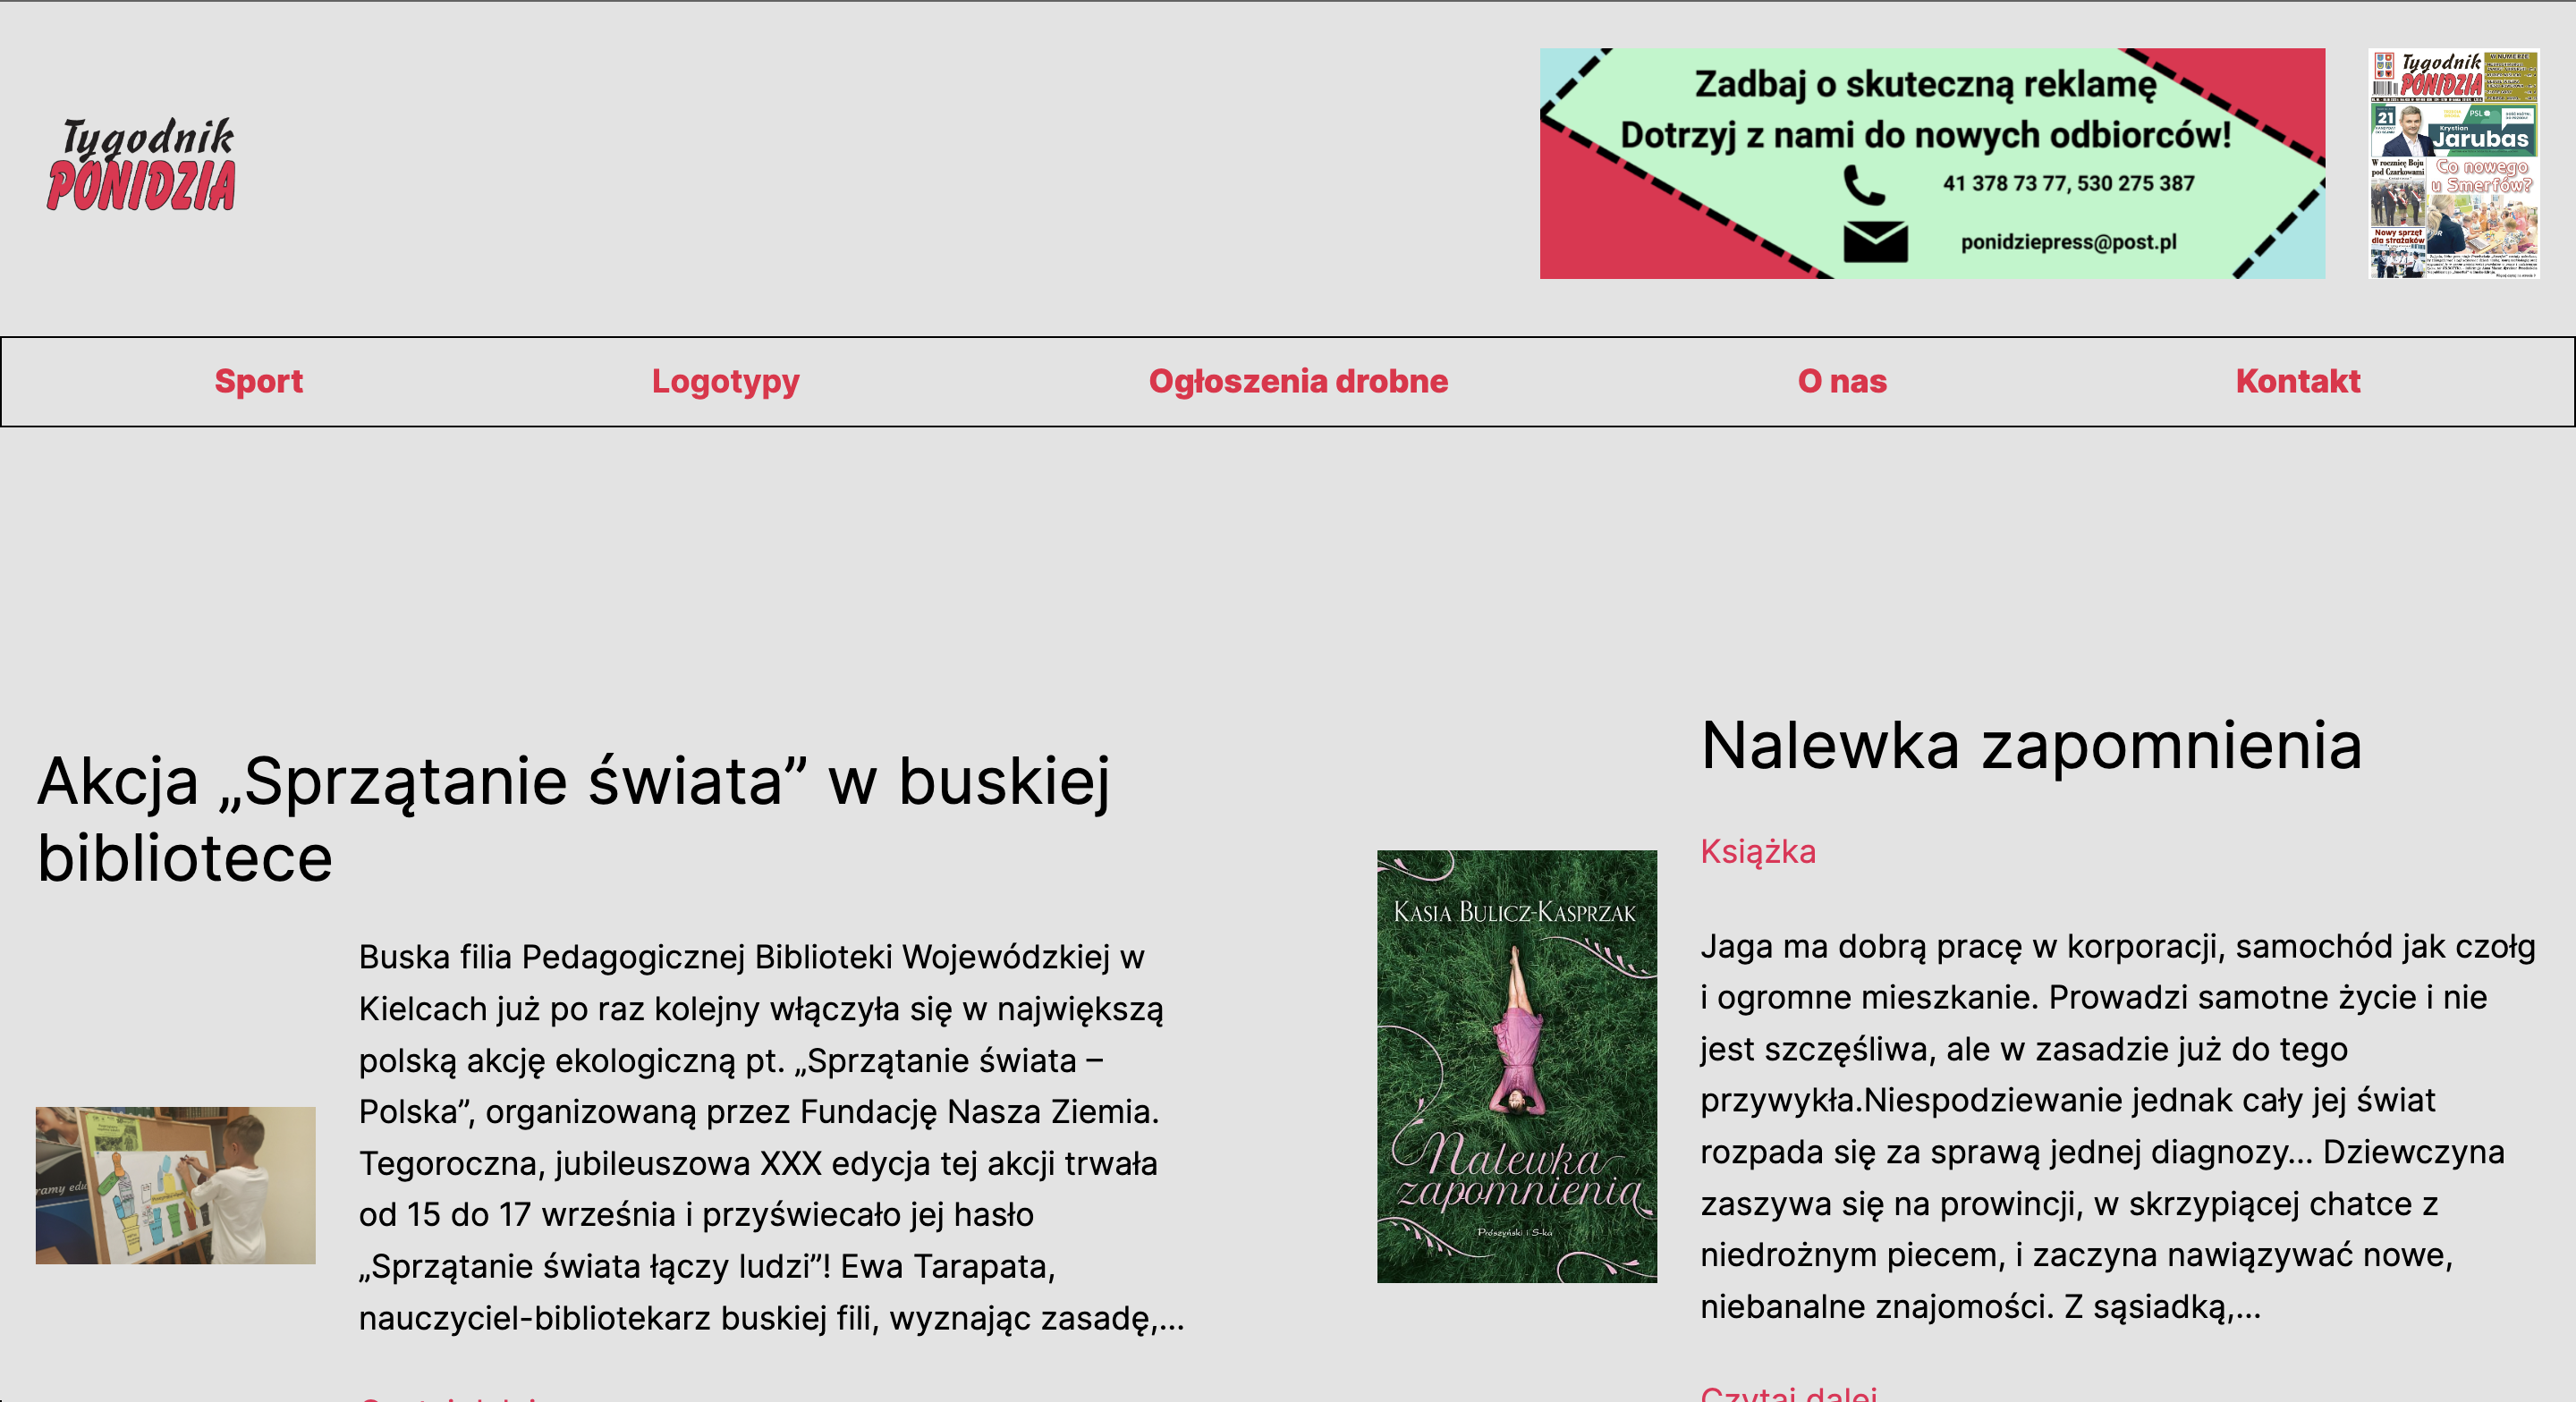 Tygodnik
PONIDZIA
Zadbaj o skuteczną reklamę
Dotrzyj z nami do nowych odbiorców!
41 378 73 77, 530 275 387
ponidziepress@post.pl
Tygodnik
PONIDZIA
21
PSL
Krystian
Jarubas
W rocznicę Boju
pod Czarkowami
Co nowego
u Smerfów?
Nowy sprzęt
dla strażaków
Sport
Logotypy
Ogłoszenia drobne
O nas
Kontakt
Akcja „Sprzątanie świata” w buskiej
bibliotece
Buska filia Pedagogicznej Biblioteki Wojewódzkiej w
Kielcach już po raz kolejny włączyła się w największą
polską akcję ekologiczną pt. „Sprzątanie świata –
Polska”, organizowaną przez Fundację Nasza Ziemia.
Tegoroczna, jubileuszowa XXX edycja tej akcji trwała
od 15 do 17 września i przyświecało jej hasło
„Sprzątanie świata łączy ludzi”! Ewa Tarapata,
nauczyciel-bibliotekarz buskiej fili, wyznając zasadę,...
Nalewka zapomnienia
Książka
KASIA BULICZ-KASPRZAK
Nalewka
zapomnienia
Prószyński i S-ka
Jaga ma dobrą pracę w korporacji, samochód jak czołg
i ogromne mieszkanie. Prowadzi samotne życie i nie
jest szczęśliwa, ale w zasadzie już do tego
przywykła.Niespodziewanie jednak cały jej świat
rozpada się za sprawą jednej diagnozy... Dziewczyna
zaszywa się na prowincji, w skrzypiącej chatce z
niedrożnym piecem, i zaczyna nawiązywać nowe,
niebanalne znajomości. Z sąsiadką,...
Czytaj dalej